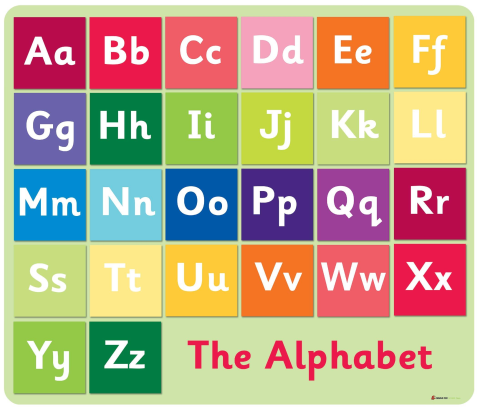 Aa Bb Cc Dd Ee Ff
Gg Hh Ii Jj Kk Ll
Mm Nn Oo Pp Qq Rr
Ss Tt Uu Vv Ww Xx
Yy Zz The Alphabet